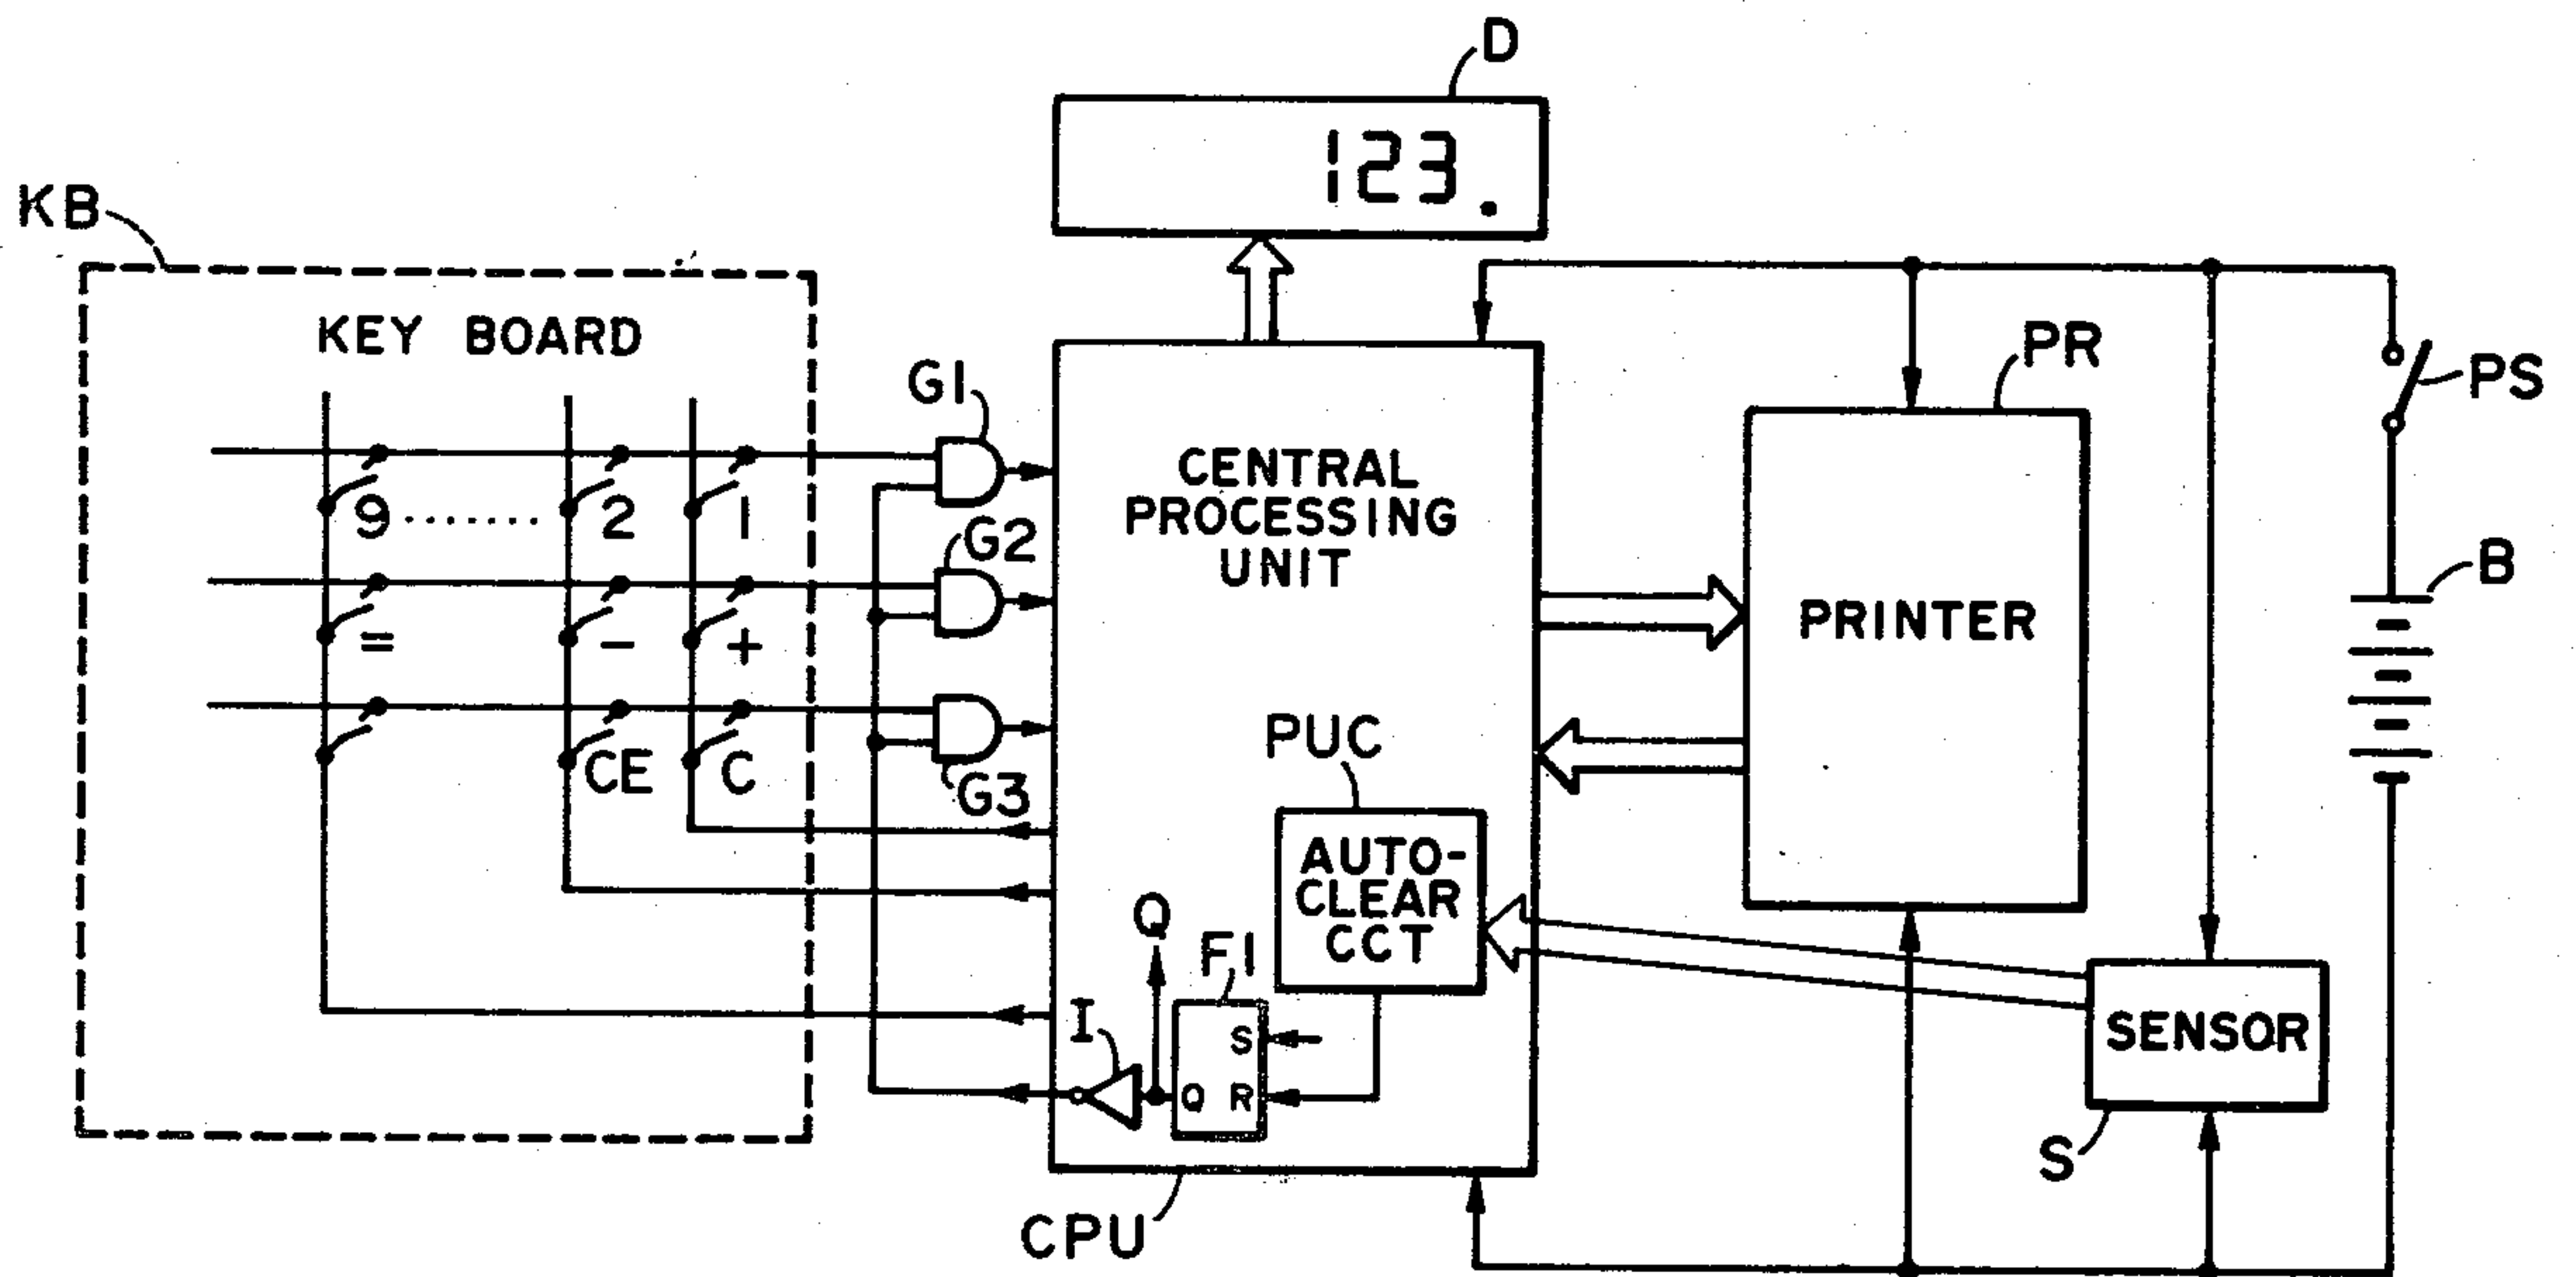 D
123.
KB
KEY BOARD
G1
PR
PS
CENTRAL
PROCESSING
UNIT
9 ........ 2 1
G2
B
PRINTER
= - +
PUC
CE C
G3
AUTO-
CLEAR
CCT
Q
F1
I
S
SENSOR
Q R
S
CPU